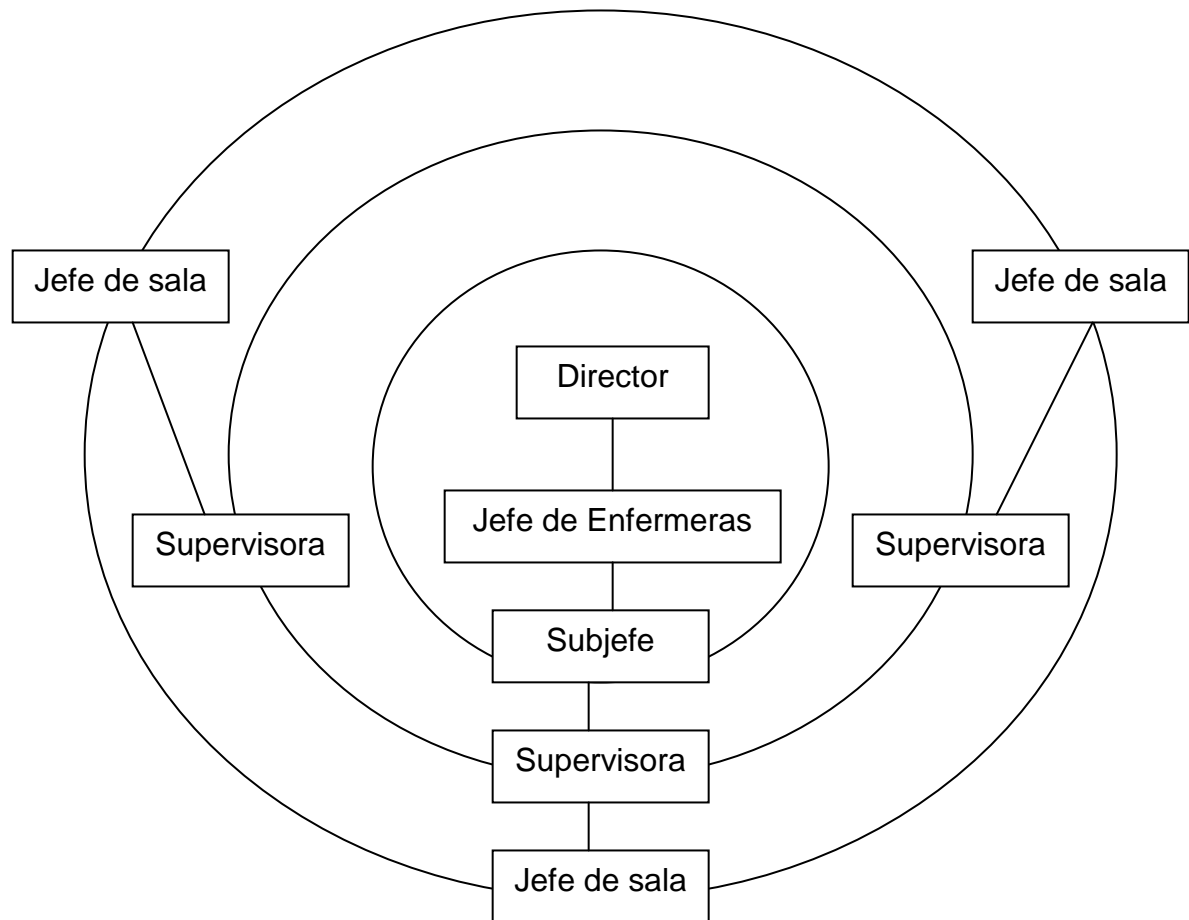 Jefe de sala
Jefe de sala
Director
Jefe de Enfermeras
Supervisora
Supervisora
Subjefe
Supervisora
Jefe de sala